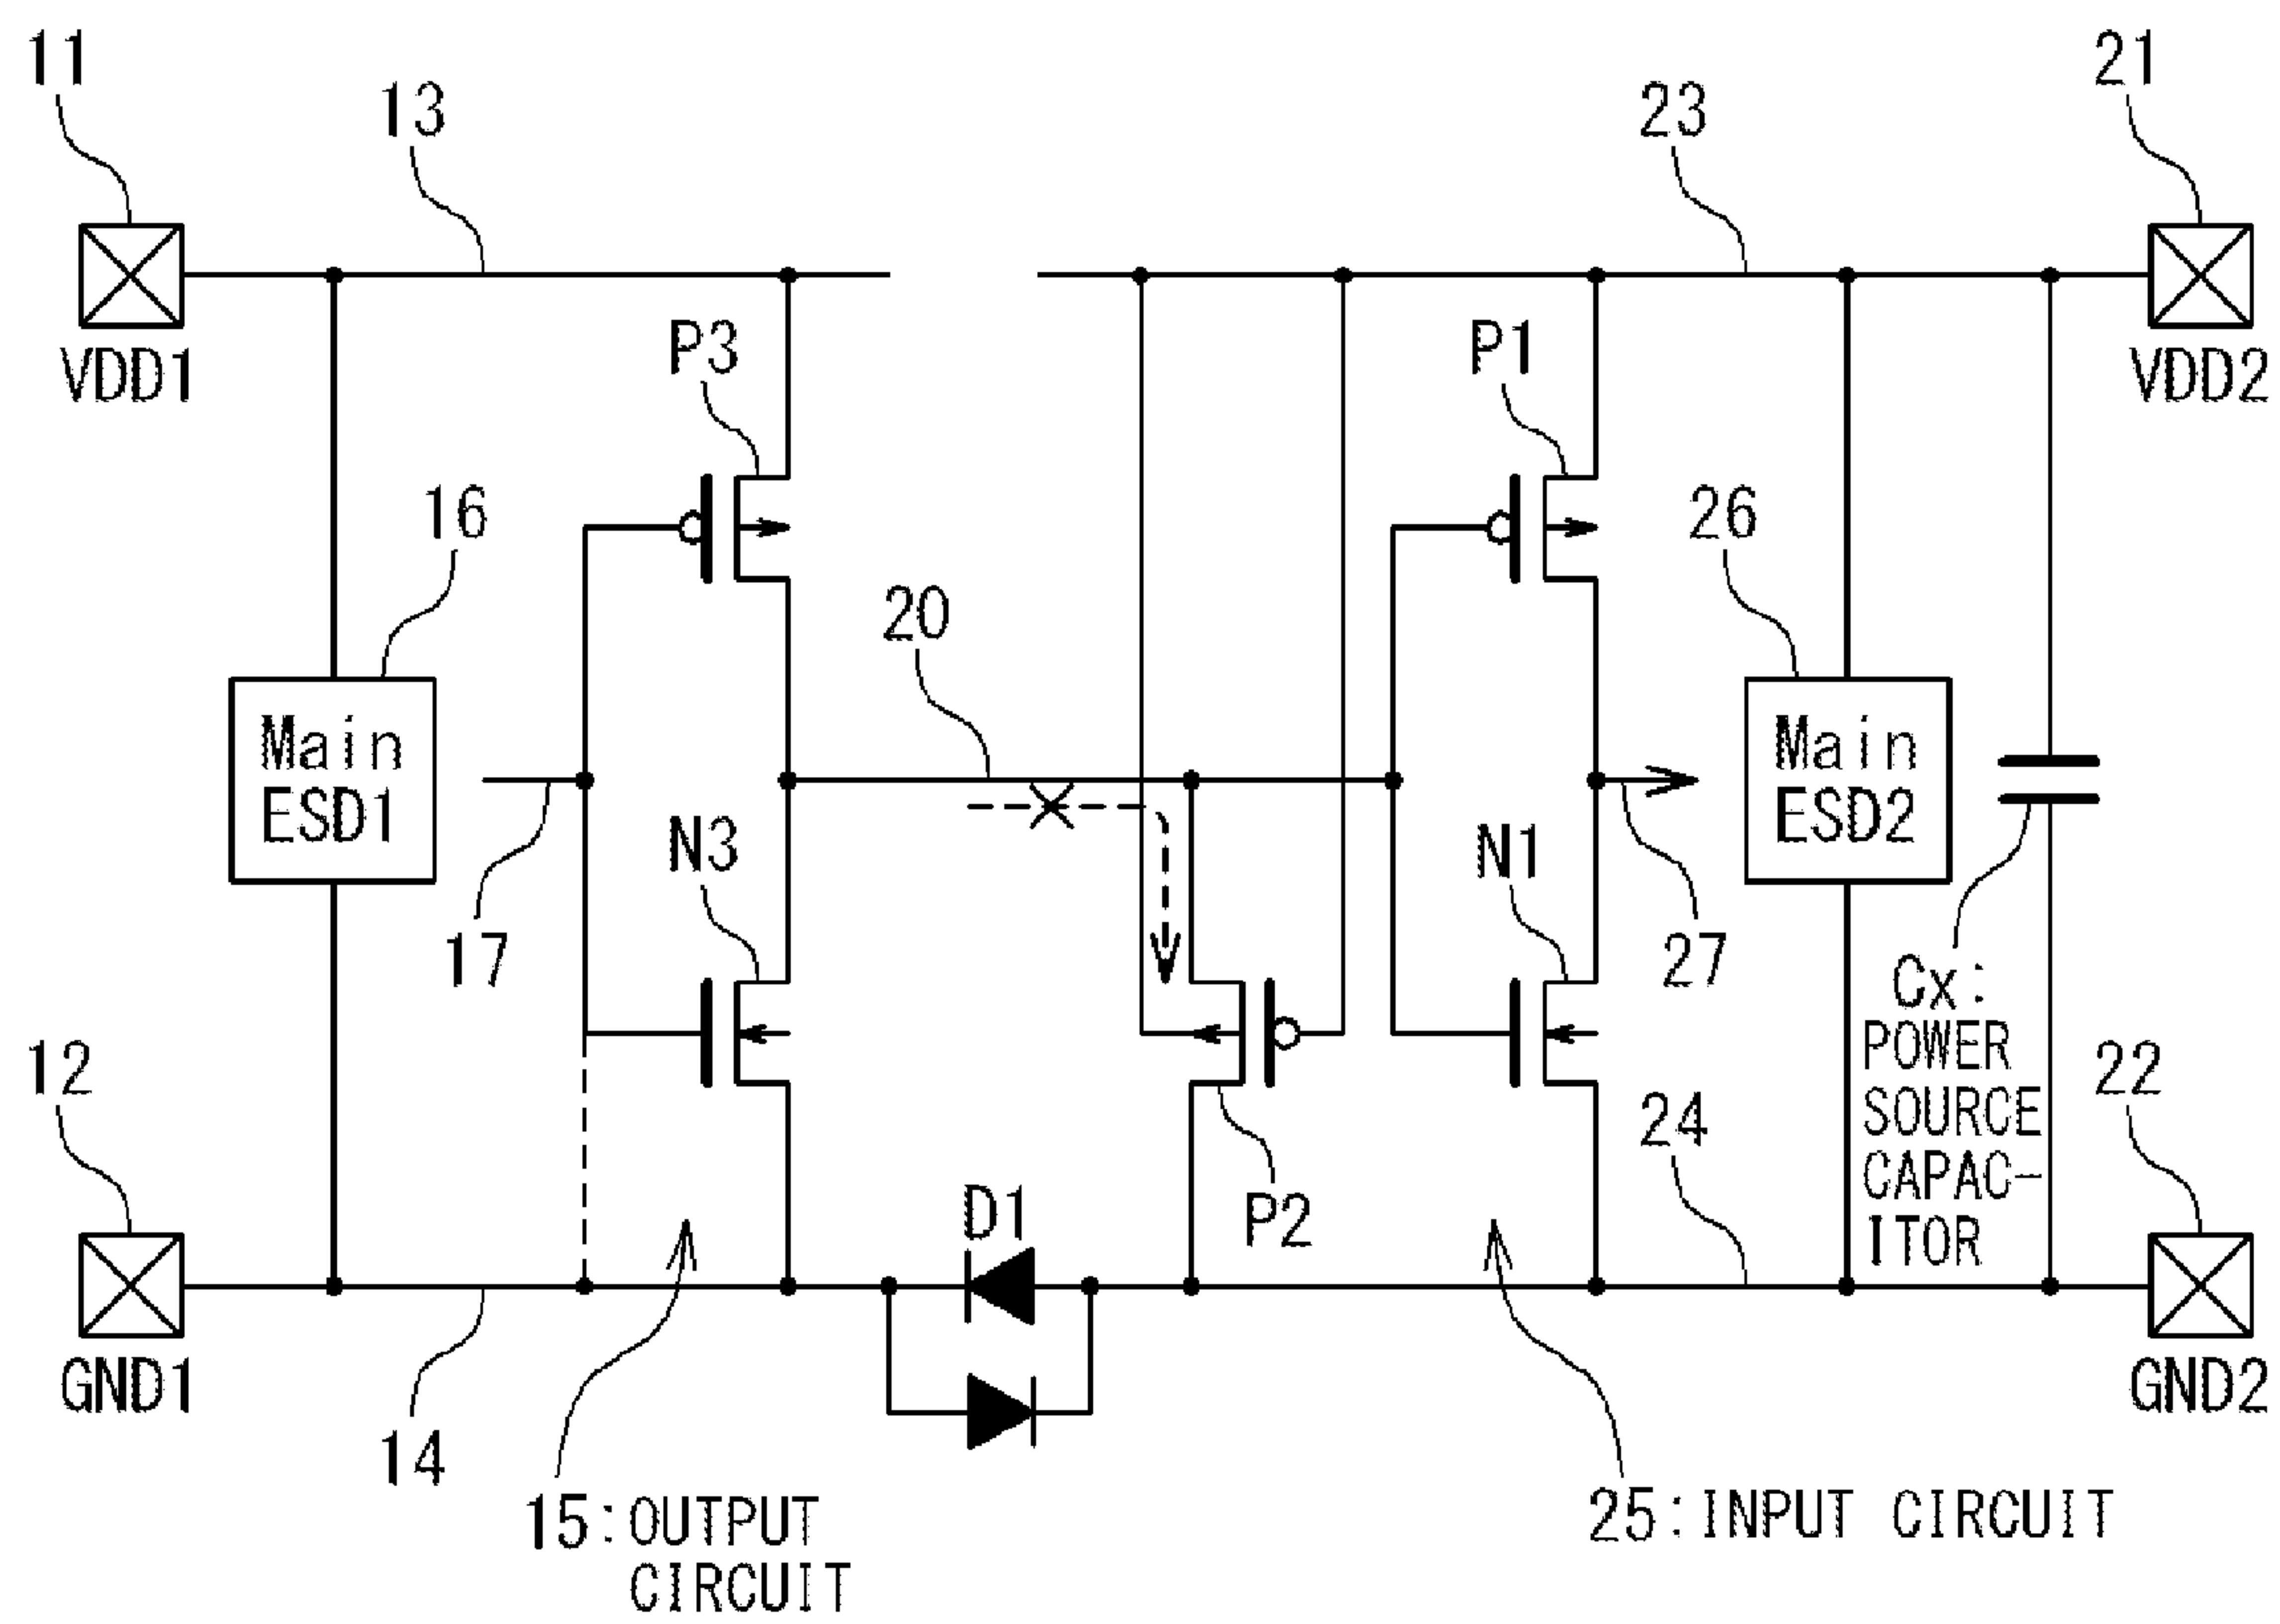 11
21
13
23
VDD1
P3
P1
VDD2
16
26
20
Main
ESD1
Main
ESD2
N3
N1
17
27
Cx:
POWER
SOURCE
CAPAC-
ITOR
12
22
24
D1
P2
GND1
GND2
14
15:OUTPUT
CIRCUIT
25:INPUT CIRCUIT